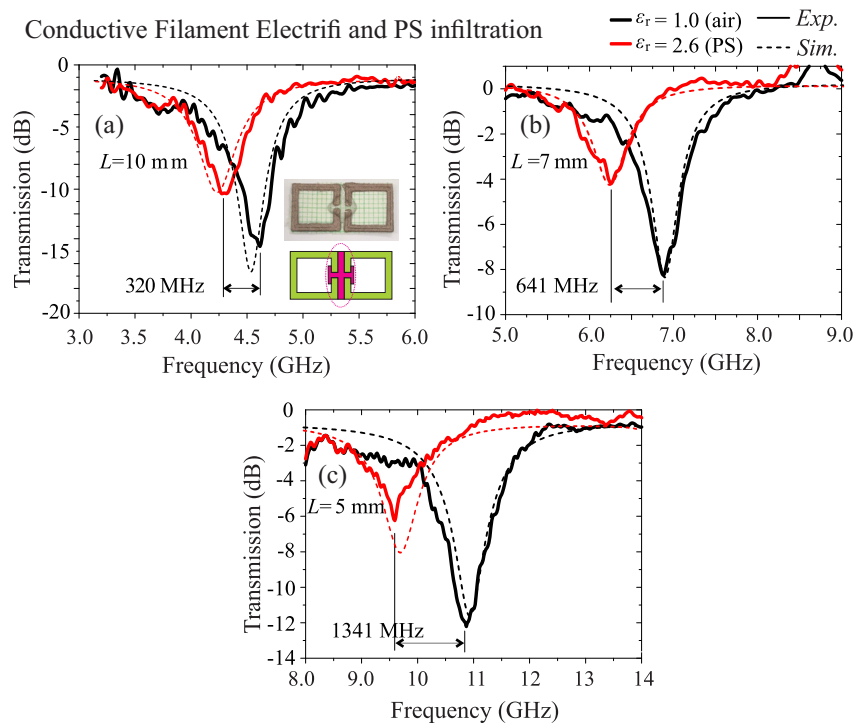 Conductive Filament Electrifi and PS infiltration
εr = 1.0 (air) Exp.
εr = 2.6 (PS) Sim.
0
-5
-10
-15
-20
Transmission (dB)
(a)
L=10 mm
320 MHz
3.0 3.5 4.0 4.5 5.0 5.5 6.0
Frequency (GHz)
0
-2
-4
-6
-8
-10
Transmission (dB)
(b)
L=7 mm
641 MHz
5.0 6.0 7.0 8.0 9.0
Frequency (GHz)
0
-2
-4
-6
-8
-10
-12
-14
Transmission (dB)
(c)
L=5 mm
1341 MHz
8.0 9 10 11 12 13 14
Frequency (GHz)